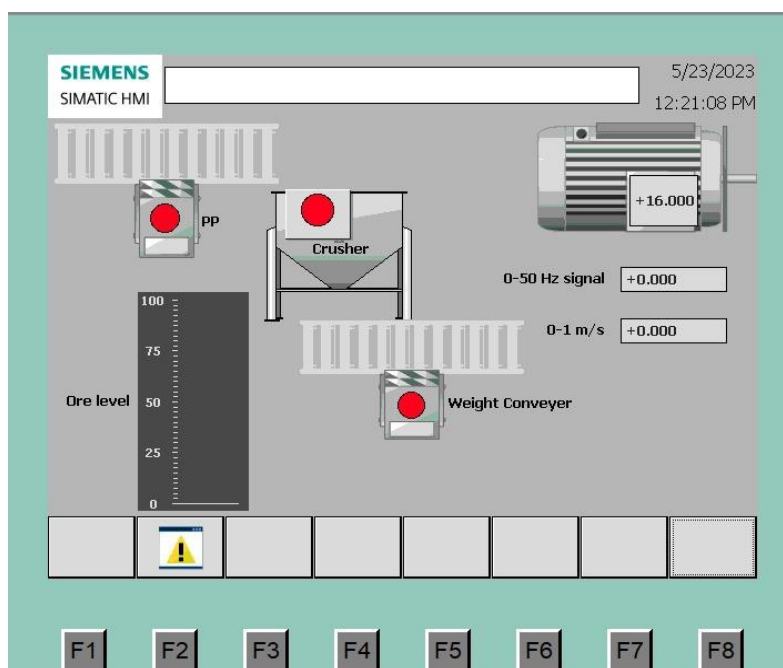 SIEMENS
SIMATIC HMI
5/23/2023
12:21:08 PM
+16.000
PP
Crusher
0-50 Hz signal +0.000
0-1 m/s +0.000
100
75
Ore level 50
25
0
Weight Conveyer
F1 F2 F3 F4 F5 F6 F7 F8